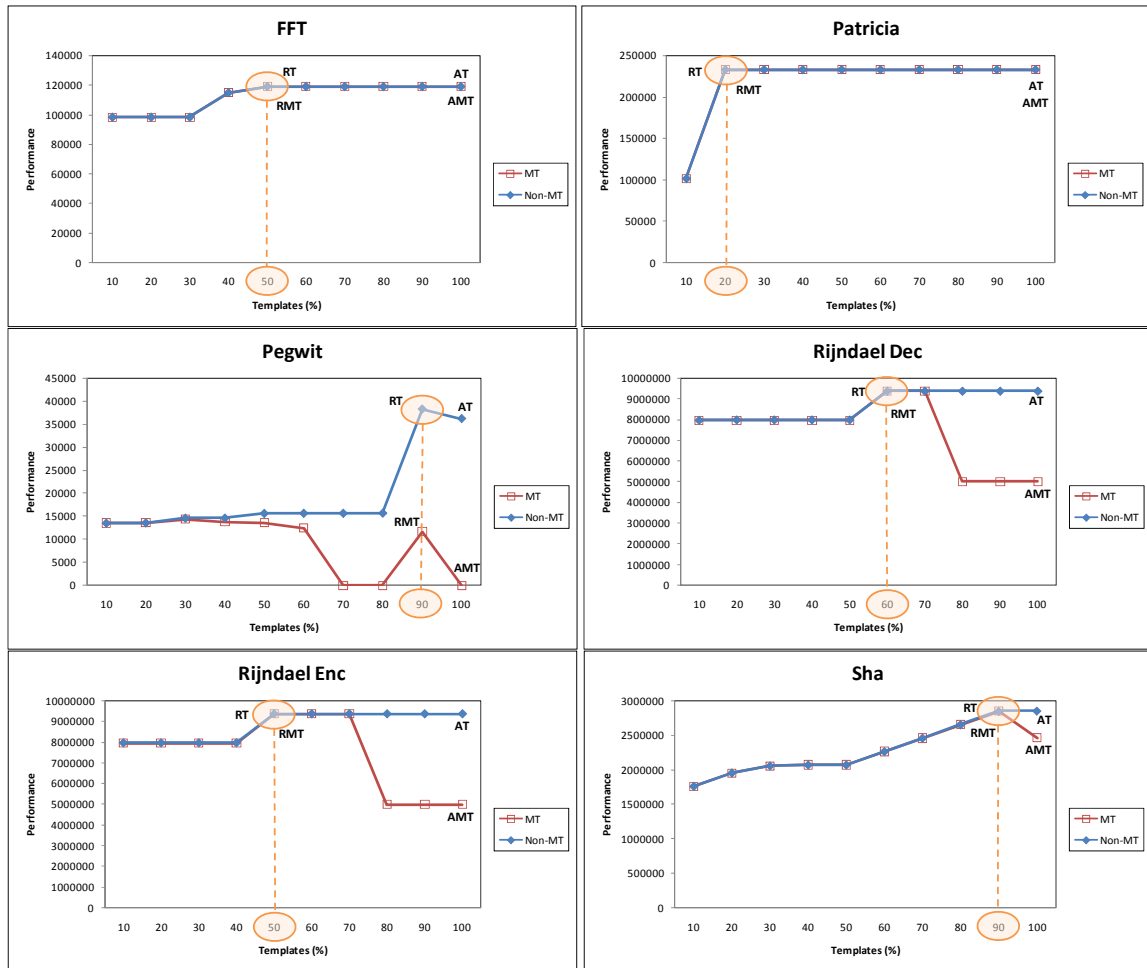 FFT
140000
120000
100000
80000
60000
40000
20000
0
Performance
RT
RMT
AT
AMT
10 20 30 40 50 60 70 80 90 100
Templates (%)
MT
Non-MT
Patricia
250000
200000
150000
100000
50000
0
Performance
RT
RMT
AT
AMT
10 20 30 40 50 60 70 80 90 100
Templates (%)
MT
Non-MT
Pegwit
45000
40000
35000
30000
25000
20000
15000
10000
5000
0
Performance
RT
AT
RMT
AMT
10 20 30 40 50 60 70 80 90 100
Templates (%)
MT
Non-MT
Rijndael Dec
10000000
9000000
8000000
7000000
6000000
5000000
4000000
3000000
2000000
1000000
0
Performance
RT
RMT
AT
AMT
10 20 30 40 50 60 70 80 90 100
Templates (%)
MT
Non-MT
Rijndael Enc
10000000
9000000
8000000
7000000
6000000
5000000
4000000
3000000
2000000
1000000
0
Performance
RT
RMT
AT
AMT
10 20 30 40 50 60 70 80 90 100
Templates (%)
MT
Non-MT
Sha
3000000
2500000
2000000
1500000
1000000
500000
0
Performance
RT
RMT
AT
AMT
10 20 30 40 50 60 70 80 90 100
Templates (%)
MT
Non-MT